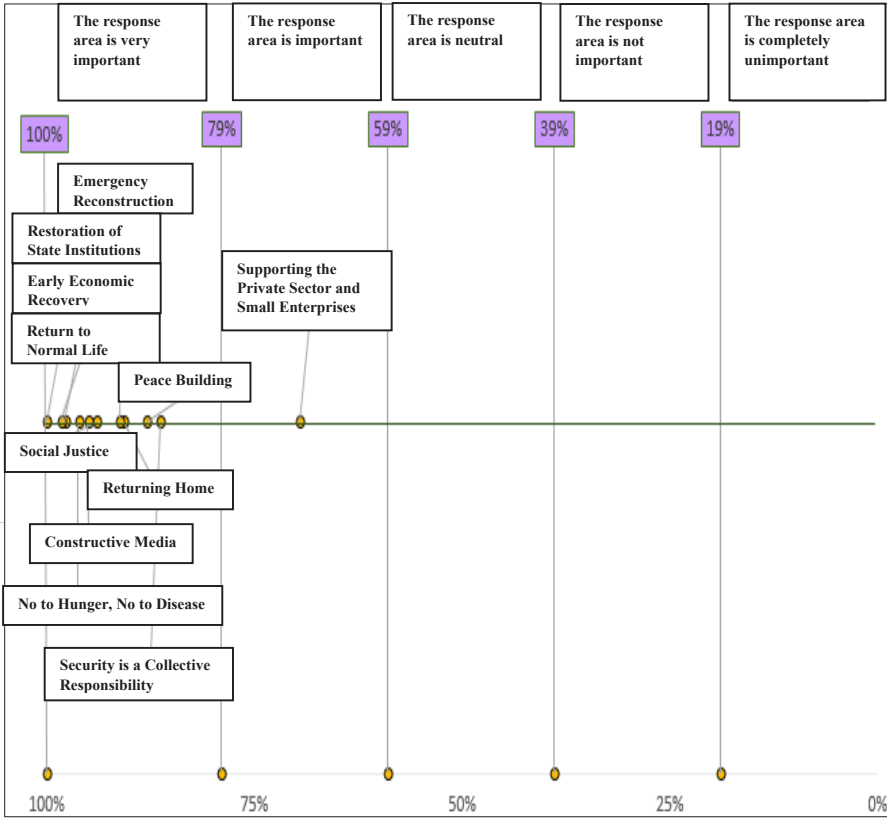 The response
area is very
important
The response
area is important
The response
area is neutral
The response
area is not
important
The response area
is completely
unimportant
100%
79%
59%
39%
19%
Emergency
Reconstruction
Restoration of
State Institutions
Early Economic
Recovery
Return to
Normal Life
Supporting the
Private Sector and
Small Enterprises
Peace Building
Social Justice
Returning Home
Constructive Media
No to Hunger, No to Disease
Security is a Collective
Responsibility
100%
75%
50%
25%
0%